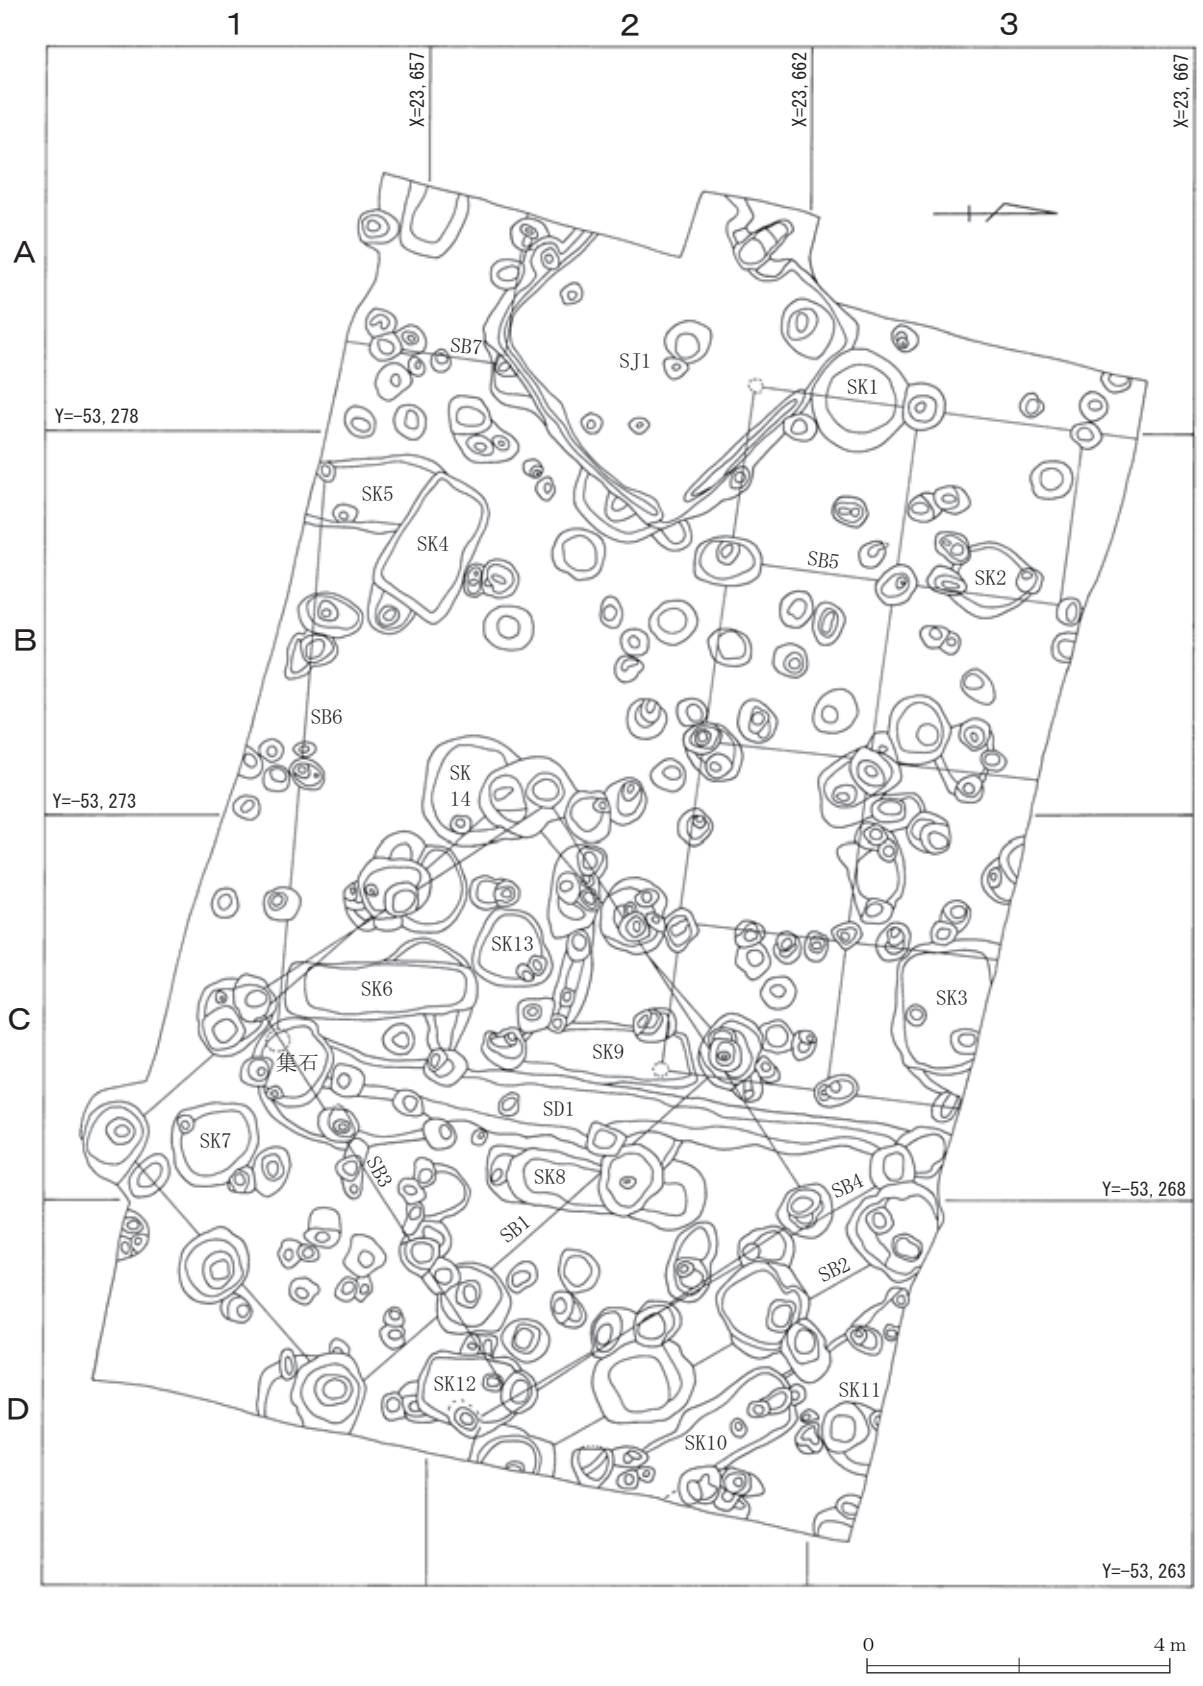 1
2
3
X=23, 657
X=23, 662
X=23, 667
A
SB7
SJ1
SK1
Y=-53, 278
SK5
SK4
SB5
SK2
B
SB6
SK
14
Y=-53, 273
SK13
SK6
SK3
C
SK9
集石
SD1
SK7
SB3
SK8
SB4
Y=-53, 268
SB1
SB2
SK12
SK11
D
SK10
Y=-53, 263
0
4 m